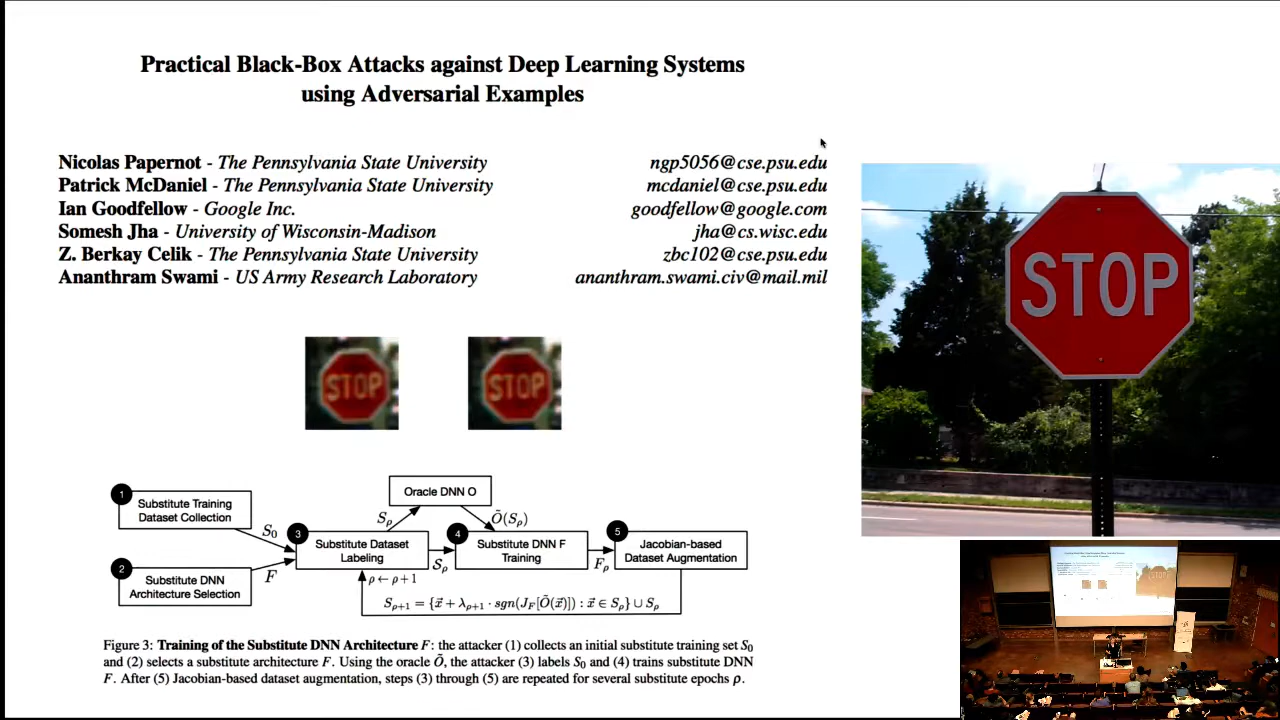 Practical Black-Box Attacks against Deep Learning Systems
using Adversarial Examples
Nicolas Papernot - The Pennsylvania State University ngp5056@cse.psu.edu
Patrick McDaniel - The Pennsylvania State University mcdaniel@cse.psu.edu
Ian Goodfellow - Google Inc. goodfellow@google.com
Somesh Jha - University of Wisconsin-Madison jha@cs.wisc.edu
Z. Berkay Celik - The Pennsylvania State University zbc102@cse.psu.edu
Ananthram Swami - US Army Research Laboratory ananthram.swami.civ@mail.mil
STOP
STOP
STOP
1
Substitute Training
Dataset Collection
S₀
2
Substitute DNN
Architecture Selection
F
3
Substitute Dataset
Labeling
Sρ
Oracle DNN O
Õ(Sρ)
Sρ
4
Substitute DNN F
Training
Fρ
5
Jacobian-based
Dataset Augmentation
ρ ← ρ + 1
Sρ+1 = {x⃗ + λρ+1 · sgn(JF[Õ(x⃗)]) : x⃗ ∈ Sρ} ∪ Sρ
Figure 3: Training of the Substitute DNN Architecture F: the attacker (1) collects an initial substitute training set S₀
and (2) selects a substitute architecture F. Using the oracle Õ, the attacker (3) labels S₀ and (4) trains substitute DNN
F. After (5) Jacobian-based dataset augmentation, steps (3) through (5) are repeated for several substitute epochs ρ.